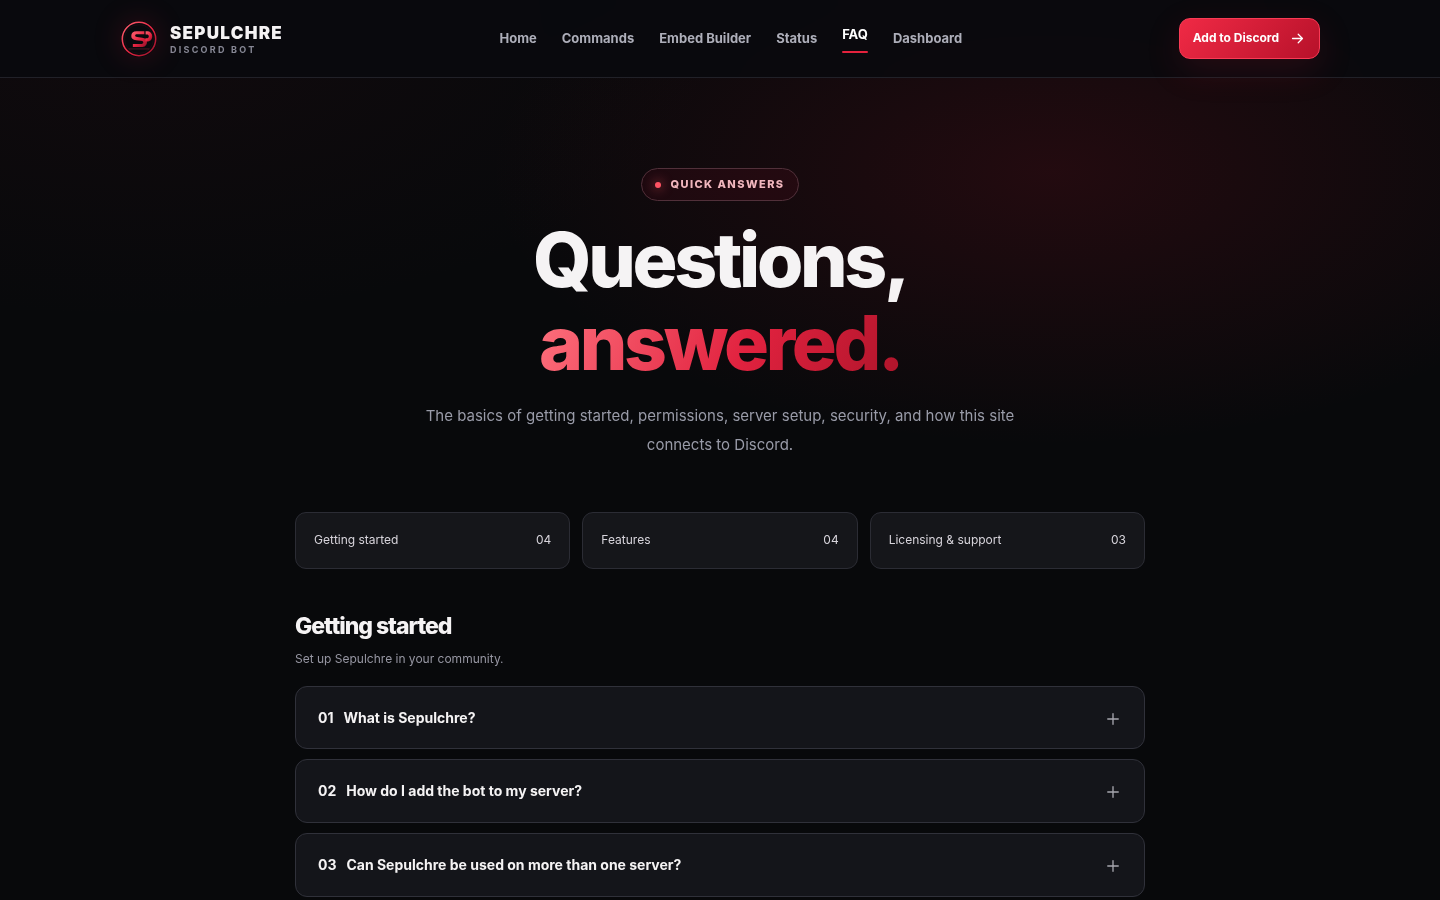 SEPULCHRE
DISCORD BOT
Home
Commands
Embed Builder
Status
FAQ
Dashboard
Add to Discord
QUICK ANSWERS
Questions,
answered.
The basics of getting started, permissions, server setup, security, and how this site
connects to Discord.
Getting started 04
Features 04
Licensing & support 03
Getting started
Set up Sepulchre in your community.
01 What is Sepulchre?
02 How do I add the bot to my server?
03 Can Sepulchre be used on more than one server?